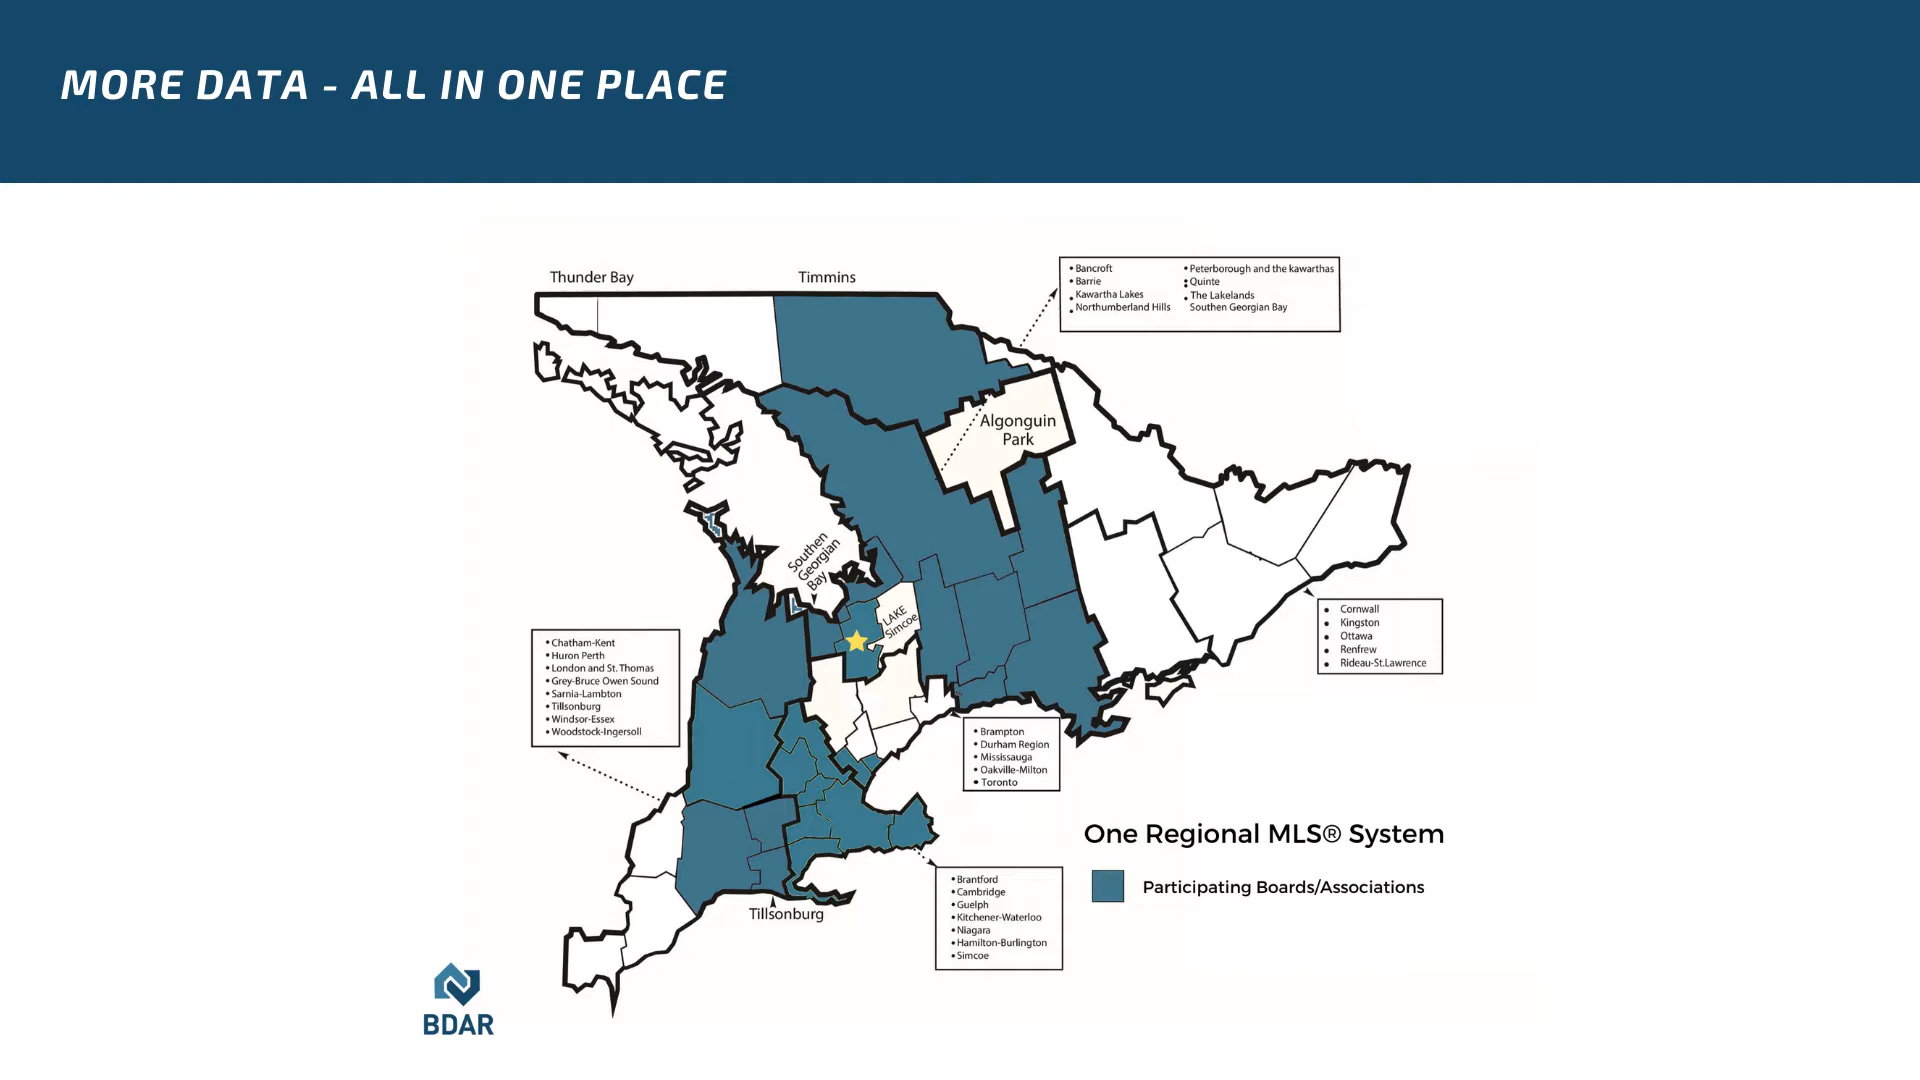 MORE DATA - ALL IN ONE PLACE
Thunder Bay
Timmins
• Bancroft
• Barrie
• Kawartha Lakes
• Northumberland Hills
• Peterborough and the kawarthas
• Quinte
• The Lakelands
Southen Georgian Bay
Algonguin
Park
Southen
Georgian
Bay
LAKE
Simcoe
• Chatham-Kent
• Huron Perth
• London and St. Thomas
• Grey-Bruce Owen Sound
• Sarnia-Lambton
• Tillsonburg
• Windsor-Essex
• Woodstock-Ingersoll
• Cornwall
• Kingston
• Ottawa
• Renfrew
• Rideau-St.Lawrence
• Brampton
• Durham Region
• Mississauga
• Oakville-Milton
• Toronto
One Regional MLS® System
Participating Boards/Associations
• Brantford
• Cambridge
• Guelph
• Kitchener-Waterloo
• Niagara
• Hamilton-Burlington
• Simcoe
Tillsonburg
BDAR